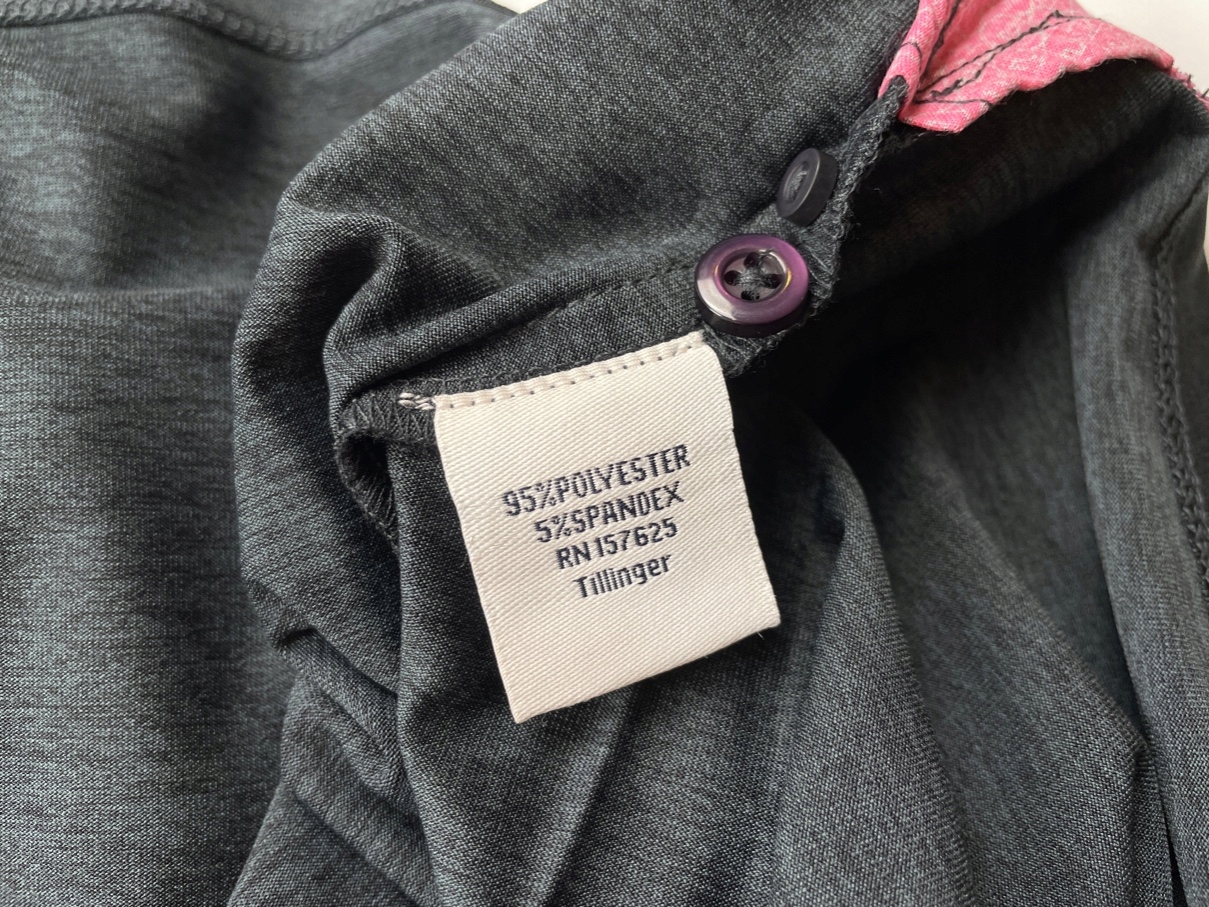 95%POLYESTER
5%SPANDEX
RN 157625
Tillinger